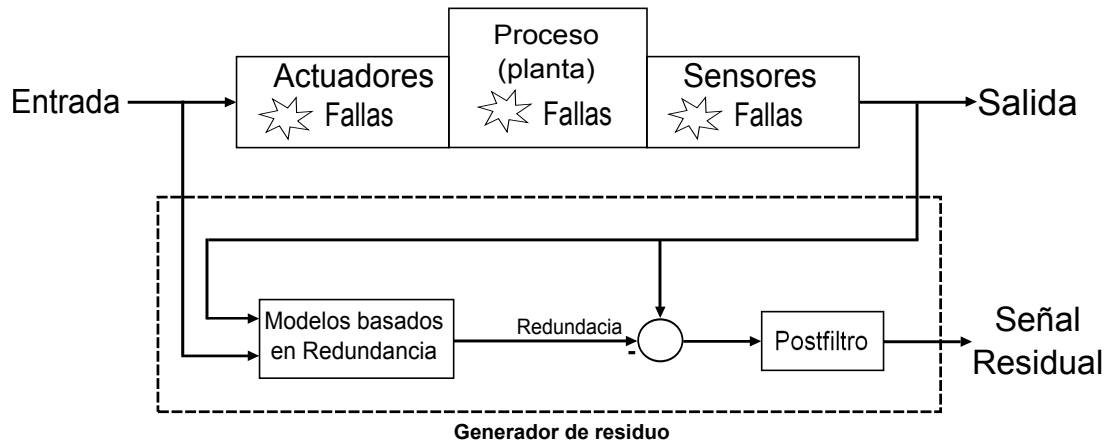 Proceso
(planta)
Fallas
Actuadores
Fallas
Sensores
Fallas
Entrada
Salida
Modelos basados
en Redundancia
Redundacia
-
Postfiltro
Señal
Residual
Generador de residuo